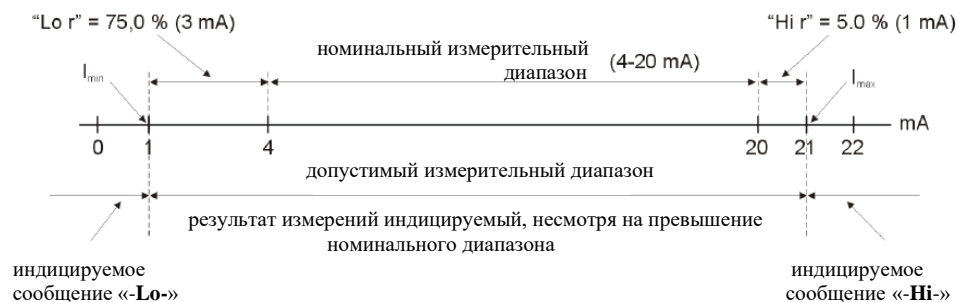 “Lo r” = 75,0 % (3 mA)
“Hi r” = 5.0 % (1 mA)
номинальный измерительный
диапазон
(4-20 mA)
Imin
Imax
mA
0
1
4
20
21
22
допустимый измерительный диапазон
результат измерений индицируемый, несмотря на превышение
номинального диапазона
индицируемое
сообщение «-Lo-»
индицируемое
сообщение «-Hi-»